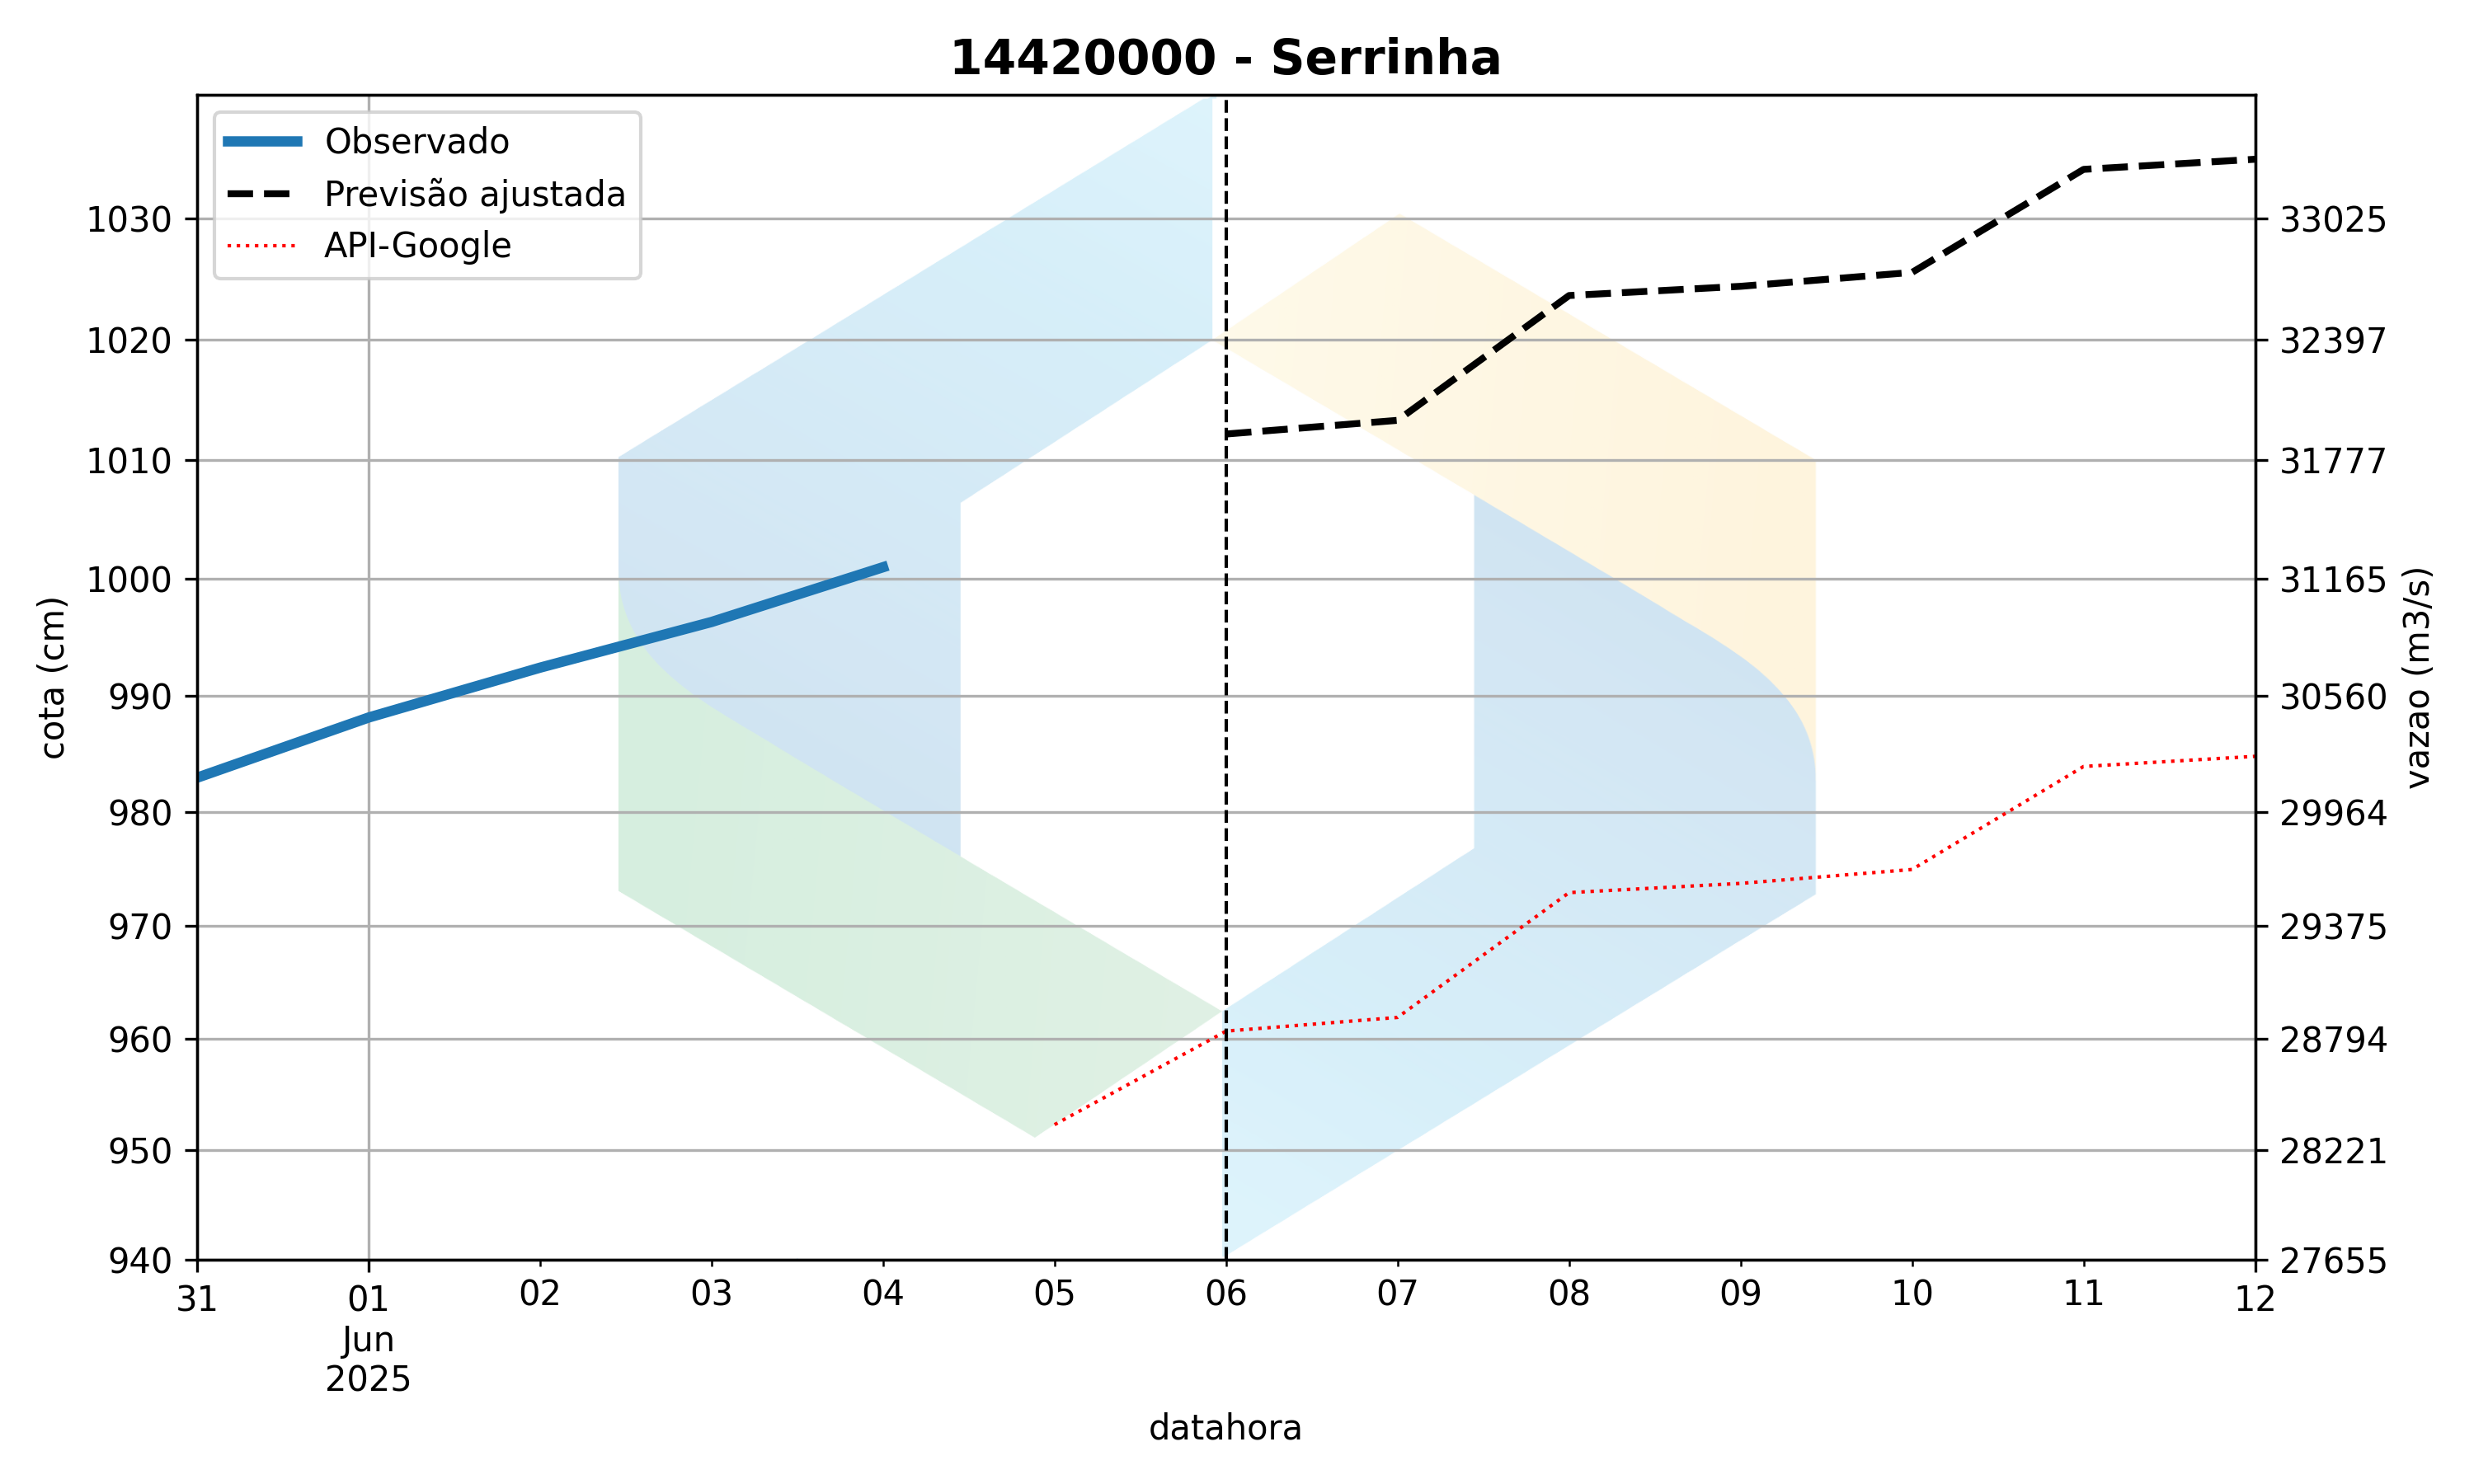 14420000 - Serrinha
Observado
Previsão ajustada
API-Google
cota (cm)
1030
1020
1010
1000
990
980
970
960
950
940
33025
32397
31777
31165
30560
29964
29375
28794
28221
27655
vazao (m3/s)
31 01 02 03 04 05 06 07 08 09 10 11 12
Jun
2025
datahora